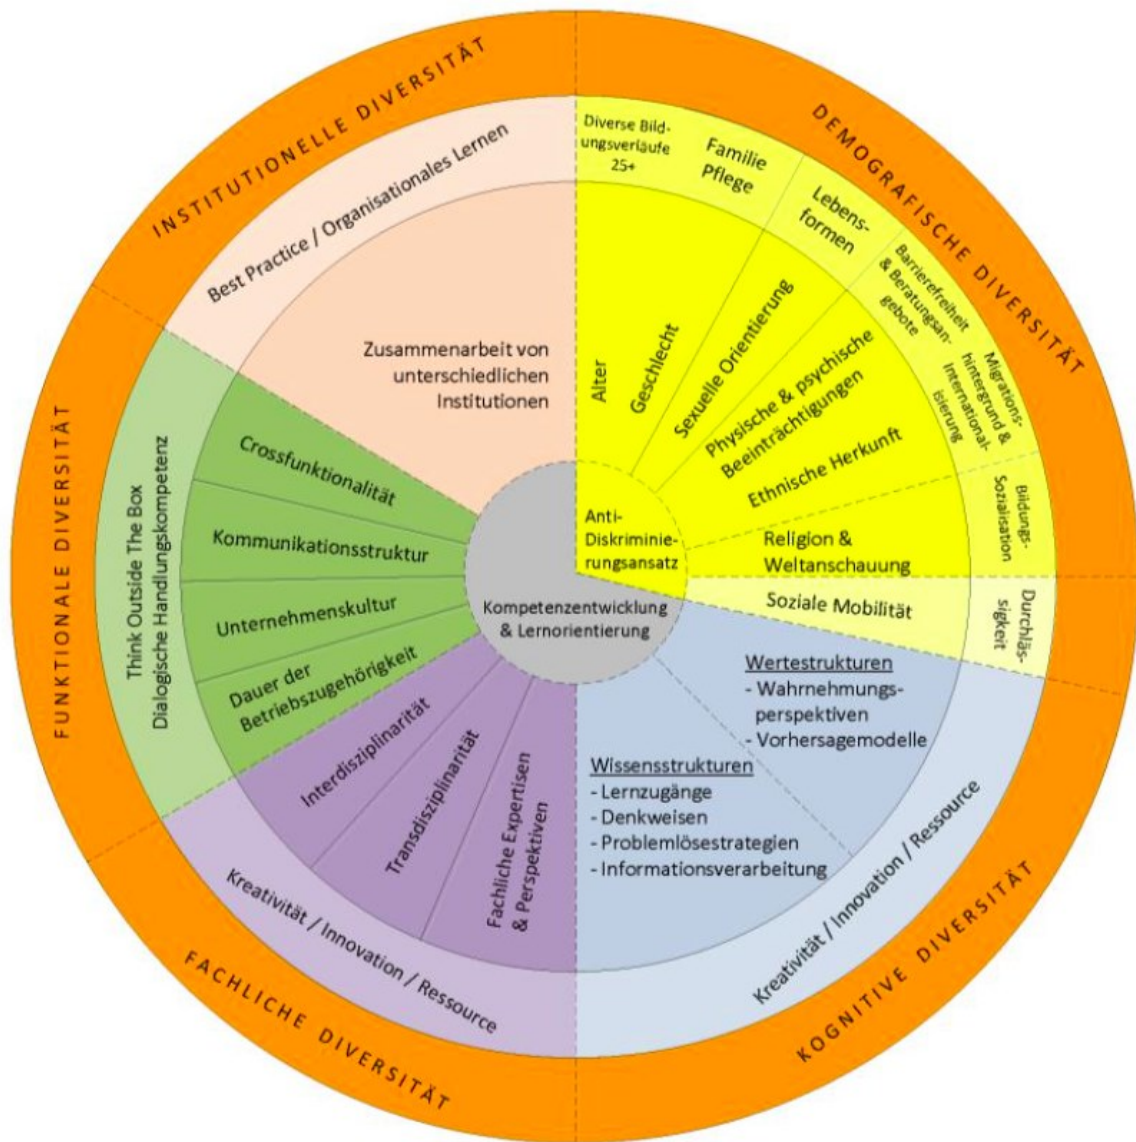 INSTITUTIONELLE DIVERSITÄT
DEMOGRAFISCHE DIVERSITÄT
KOGNITIVE DIVERSITÄT
FACHLICHE DIVERSITÄT
FUNKTIONALE DIVERSITÄT
Best Practice / Organisationales Lernen
Zusammenarbeit von
unterschiedlichen
Institutionen
Diverse Bild-
ungsverläufe
25+
Familie
Pflege
Lebens-
formen
Barrierefreiheit
& Beratungsan-
gebote
Migrations-
hintergrund &
International-
isierung
Bildungs-
Sozialisation
Durchläs-
sigkeit
Alter
Geschlecht
Sexuelle Orientierung
Physische & psychische
Beeinträchtigungen
Ethnische Herkunft
Religion &
Weltanschauung
Soziale Mobilität
Anti-
Diskriminie-
rungsansatz
Kompetenzentwicklung
& Lernorientierung
Wertestrukturen
- Wahrnehmungs-
perspektiven
- Vorhersagemodelle
Wissensstrukturen
- Lernzugänge
- Denkweisen
- Problemlösestrategien
- Informationsverarbeitung
Kreativität / Innovation / Ressource
Fachliche Expertisen
& Perspektiven
Transdisziplinarität
Interdisziplinarität
Kreativität / Innovation / Ressource
Dauer der
Betriebszugehörigkeit
Unternehmenskultur
Kommunikationsstruktur
Crossfunktionalität
Think Outside The Box
Dialogische Handlungskompetenz